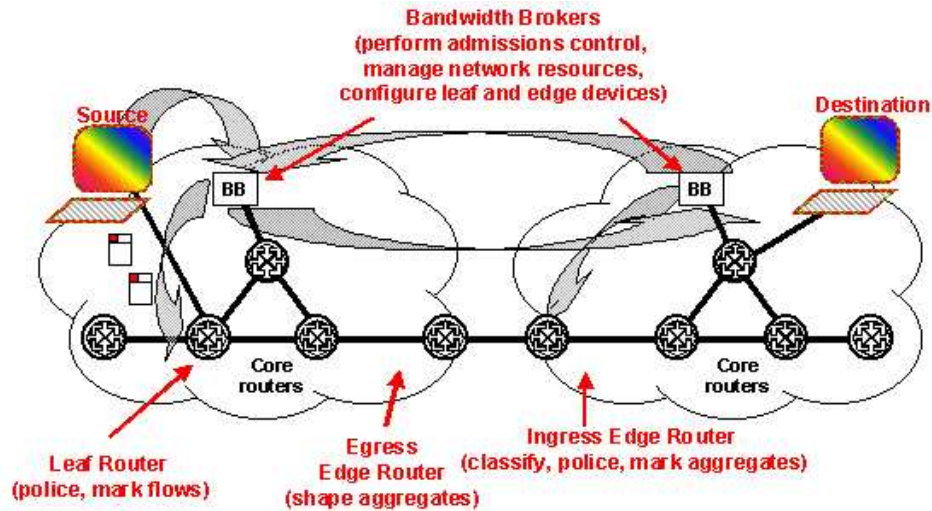 Bandwidth Brokers
(perform admissions control,
manage network resources,
configure leaf and edge devices)
Source
Destination
BB
BB
Core
routers
Core
routers
Leaf Router
(police, mark flows)
Egress
Edge Router
(shape aggregates)
Ingress Edge Router
(classify, police, mark aggregates)